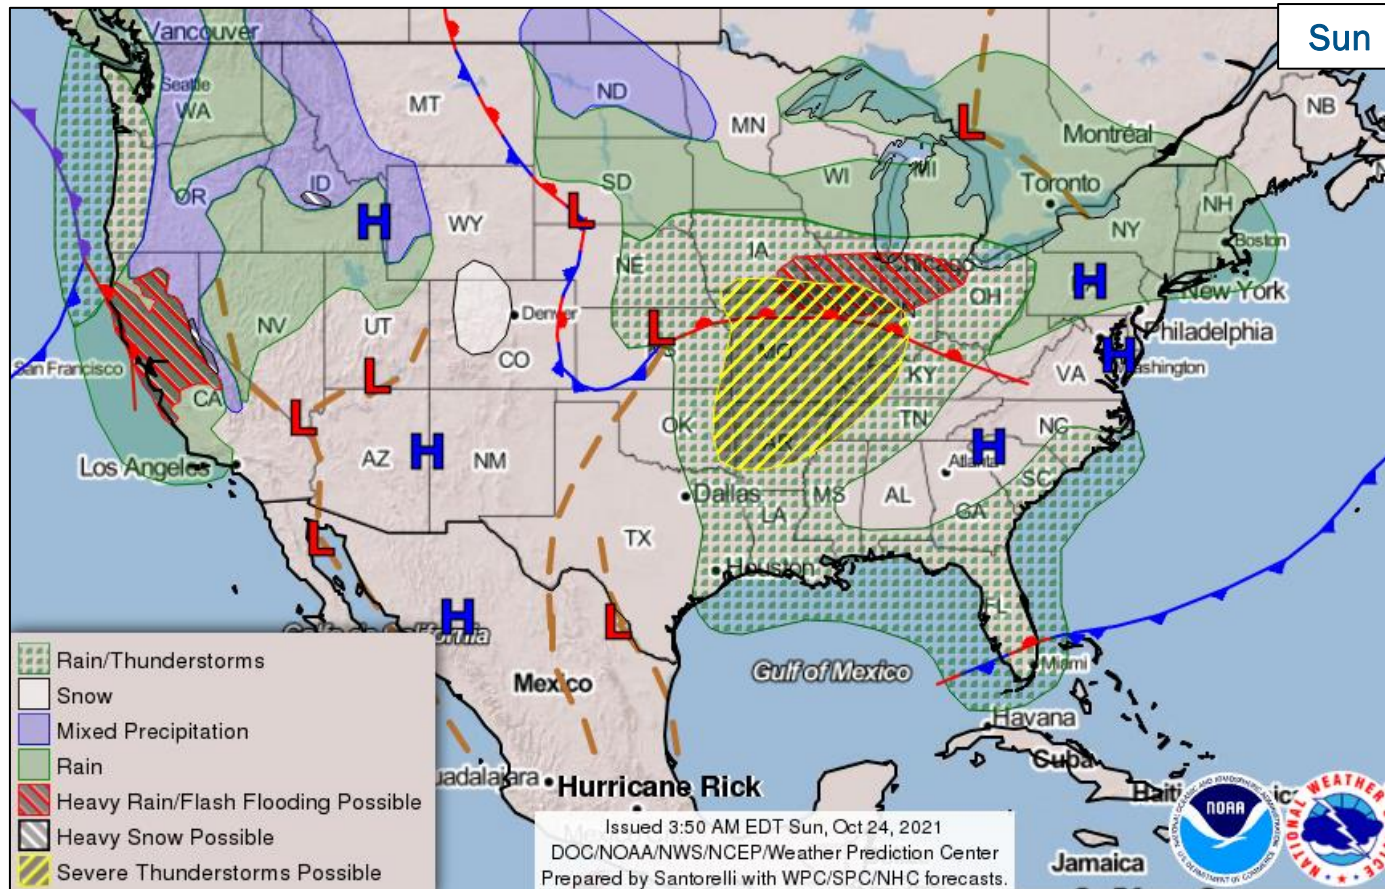 Sun
Vancouver
Seattle
WA
MT
ND
MN
NB
Montréal
OR
ID
SD
WI
MI
Toronto
NH
WY
IA
NY
Boston
NE
Chicago
OH
New York
NV
UT
Denver
CO
Philadelphia
San Francisco
CA
MO
KY
VA
Washington
AZ
NM
OK
AR
TN
NC
Los Angeles
Atlanta
SC
Dallas
LA
MS
AL
GA
TX
Houston
FL
Miami
Gulf of Mexico
Mexico
Havana
Cuba
Haiti
Jamaica
Hurricane Rick
H
H
H
H
H
H
L
L
L
L
L
L
L
Rain/Thunderstorms
Snow
Mixed Precipitation
Rain
Heavy Rain/Flash Flooding Possible
Heavy Snow Possible
Severe Thunderstorms Possible
Issued 3:50 AM EDT Sun, Oct 24, 2021
DOC/NOAA/NWS/NCEP/Weather Prediction Center
Prepared by Santorelli with WPC/SPC/NHC forecasts.
NOAA